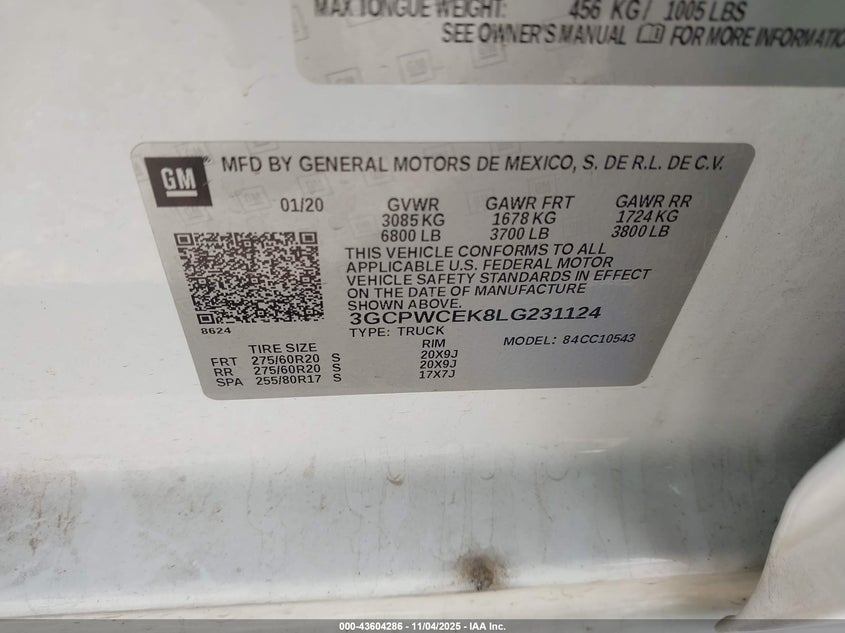 MAX TONGUE WEIGHT: 456 KG / 1005 LBS
SEE OWNER'S MANUAL FOR MORE INFORMATIO
GM
® MFD BY GENERAL MOTORS DE MEXICO, S. DE R.L. DE C.V.
01/20 GVWR GAWR FRT GAWR RR
3085 KG 1678 KG 1724 KG
6800 LB 3700 LB 3800 LB
THIS VEHICLE CONFORMS TO ALL
APPLICABLE U.S. FEDERAL MOTOR
VEHICLE SAFETY STANDARDS IN EFFECT
ON THE DATE OF MANUFACTURE
SHOWN ABOVE.
8624
3GCPWCEK8LG231124
TYPE: TRUCK MODEL: 84CC10543
TIRE SIZE RIM
FRT 275/60R20 S 20X9J
RR 275/60R20 S 20X9J
SPA 255/80R17 S 17X7J
000-43604286 - 11/04/2025 - IAA Inc.